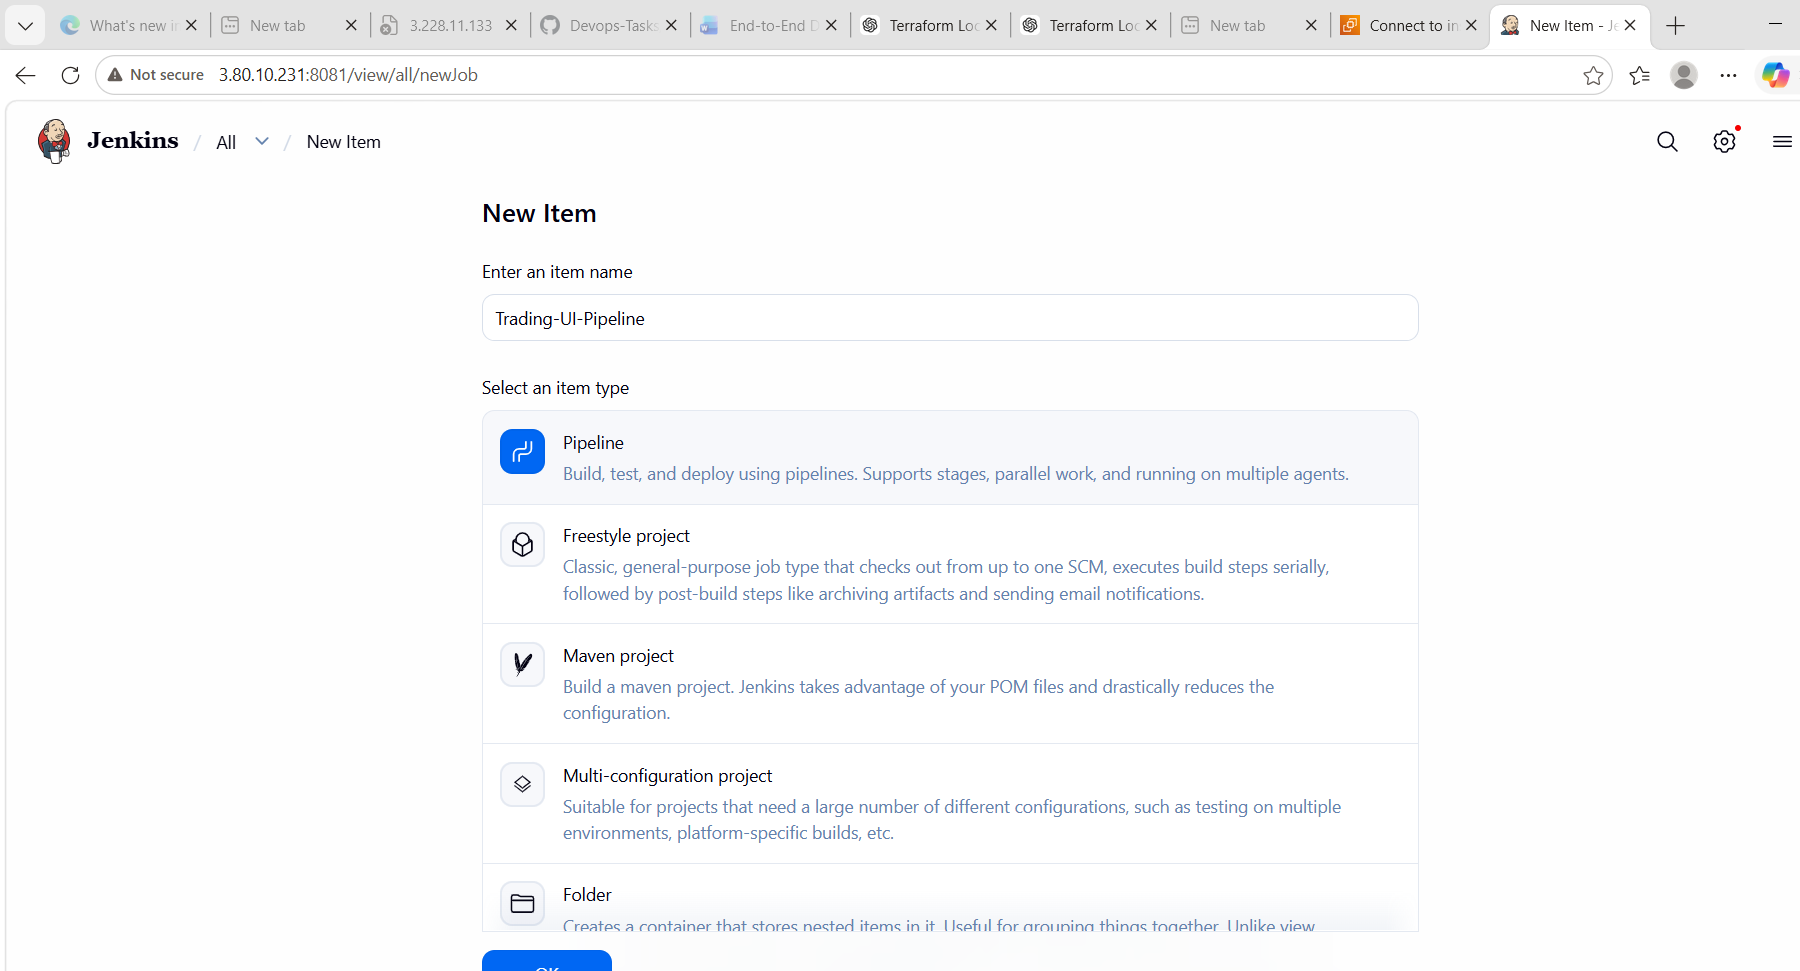 What's new in
New tab
3.228.11.133
Devops-Tasks
End-to-End D
Terraform Loc
Terraform Loc
New tab
Connect to in
New Item - Je
Not secure
3.80.10.231:8081/view/all/newJob
Jenkins / All / New Item
New Item
Enter an item name
Trading-UI-Pipeline
Select an item type
Pipeline
Build, test, and deploy using pipelines. Supports stages, parallel work, and running on multiple agents.
Freestyle project
Classic, general-purpose job type that checks out from up to one SCM, executes build steps serially,
followed by post-build steps like archiving artifacts and sending email notifications.
Maven project
Build a maven project. Jenkins takes advantage of your POM files and drastically reduces the
configuration.
Multi-configuration project
Suitable for projects that need a large number of different configurations, such as testing on multiple
environments, platform-specific builds, etc.
Folder
Creates a container that stores nested items in it. Useful for grouping things together. Unlike view,
OK